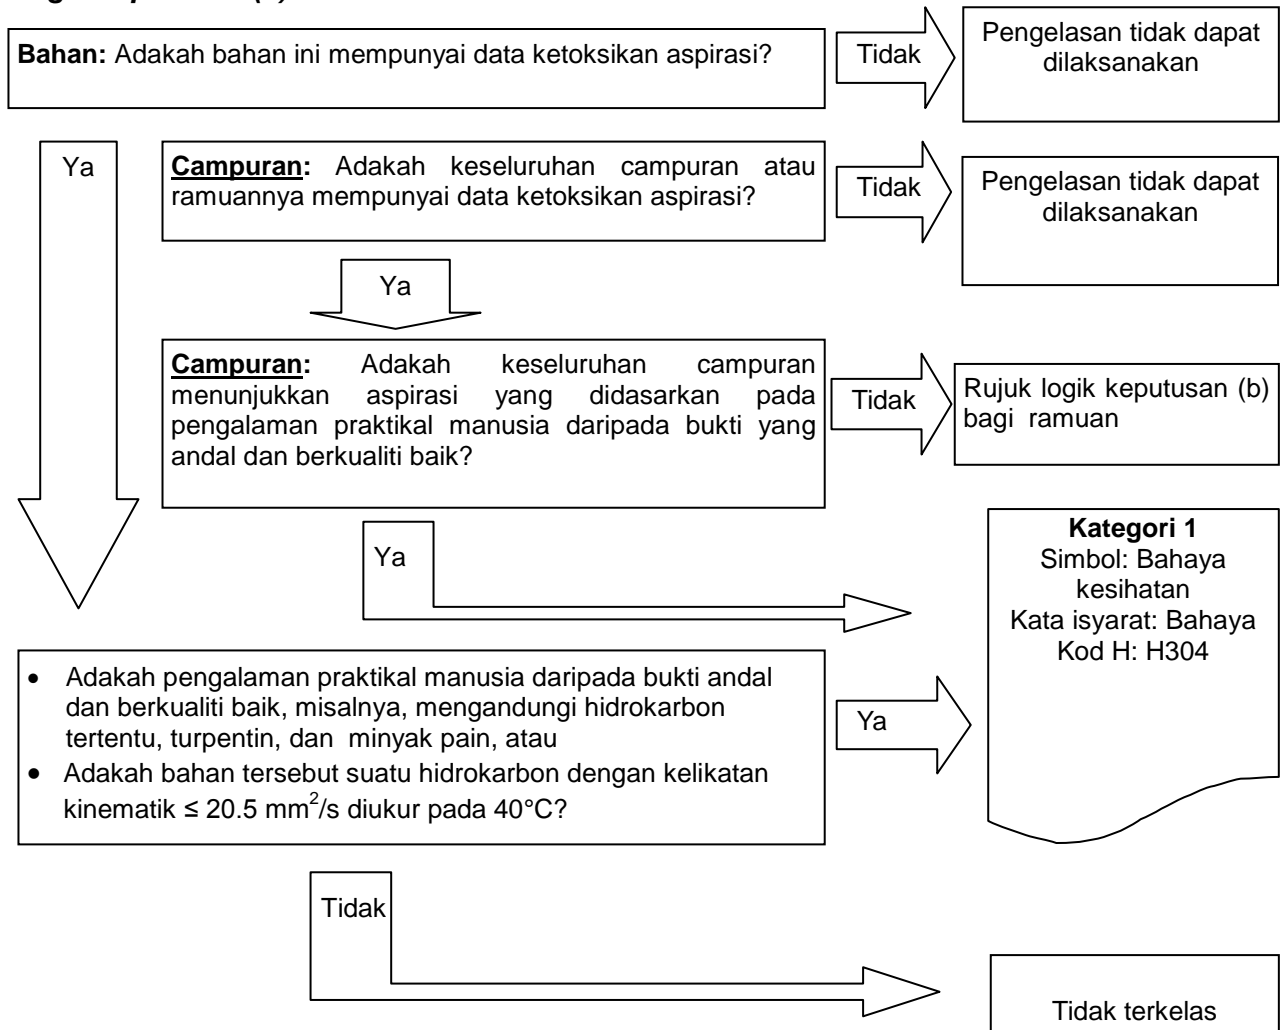 Bahan: Adakah bahan ini mempunyai data ketoksikan aspirasi?
Tidak
Pengelasan tidak dapat
dilaksanakan
Ya
Campuran: Adakah keseluruhan campuran atau
ramuannya mempunyai data ketoksikan aspirasi?
Tidak
Pengelasan tidak dapat
dilaksanakan
Ya
Campuran: Adakah keseluruhan campuran
menunjukkan aspirasi yang didasarkan pada
pengalaman praktikal manusia daripada bukti yang
andal dan berkualiti baik?
Tidak
Rujuk logik keputusan (b)
bagi ramuan
Ya
Kategori 1
Simbol: Bahaya
kesihatan
Kata isyarat: Bahaya
Kod H: H304
• Adakah pengalaman praktikal manusia daripada bukti andal
dan berkualiti baik, misalnya, mengandungi hidrokarbon
tertentu, turpentin, dan minyak pain, atau
• Adakah bahan tersebut suatu hidrokarbon dengan kelikatan
kinematik ≤ 20.5 mm²/s diukur pada 40°C?
Ya
Tidak
Tidak terkelas